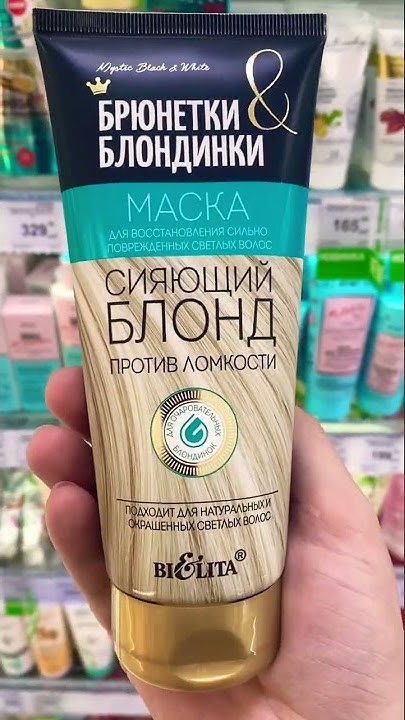 Mystic Black & White
БРЮНЕТКИ &
БЛОНДИНКИ
МАСКА
ДЛЯ ВОССТАНОВЛЕНИЯ СИЛЬНО
ПОВРЕЖДЕННЫХ СВЕТЛЫХ ВОЛОС
СИЯЮЩИЙ
БЛОНД
ПРОТИВ ЛОМКОСТИ
ДЛЯ ОЧАРОВАТЕЛЬНЫХ
БЛОНДИНОК
ПОДХОДИТ ДЛЯ НАТУРАЛЬНЫХ И
ОКРАШЕННЫХ СВЕТЛЫХ ВОЛОС
BIELITA®
329
165